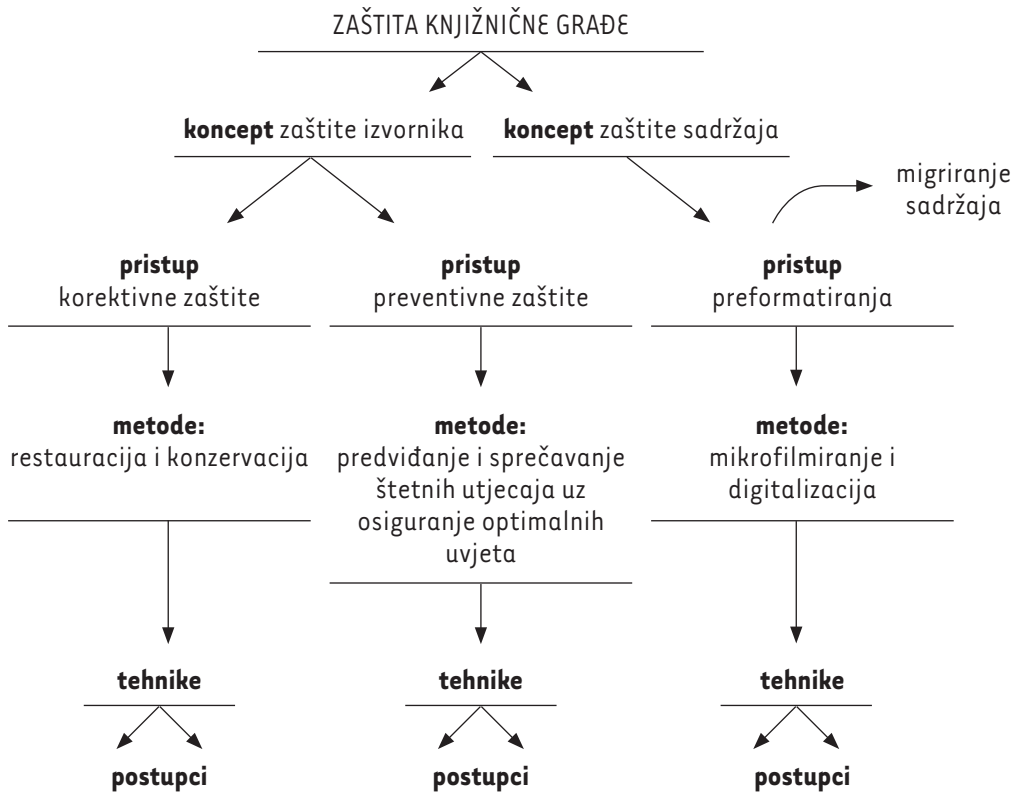 ZAŠTITA KNJIŽNIČNE GRAĐE
koncept zaštite izvornika
koncept zaštite sadržaja
migriranje
sadržaja
pristup
korektivne zaštite
pristup
preventivne zaštite
pristup
preformatiranja
metode:
restauracija i konzervacija
metode:
predviđanje i sprečavanje
štetnih utjecaja uz
osiguranje optimalnih
uvjeta
metode:
mikrofilmiranje i
digitalizacija
tehnike
tehnike
tehnike
postupci
postupci
postupci